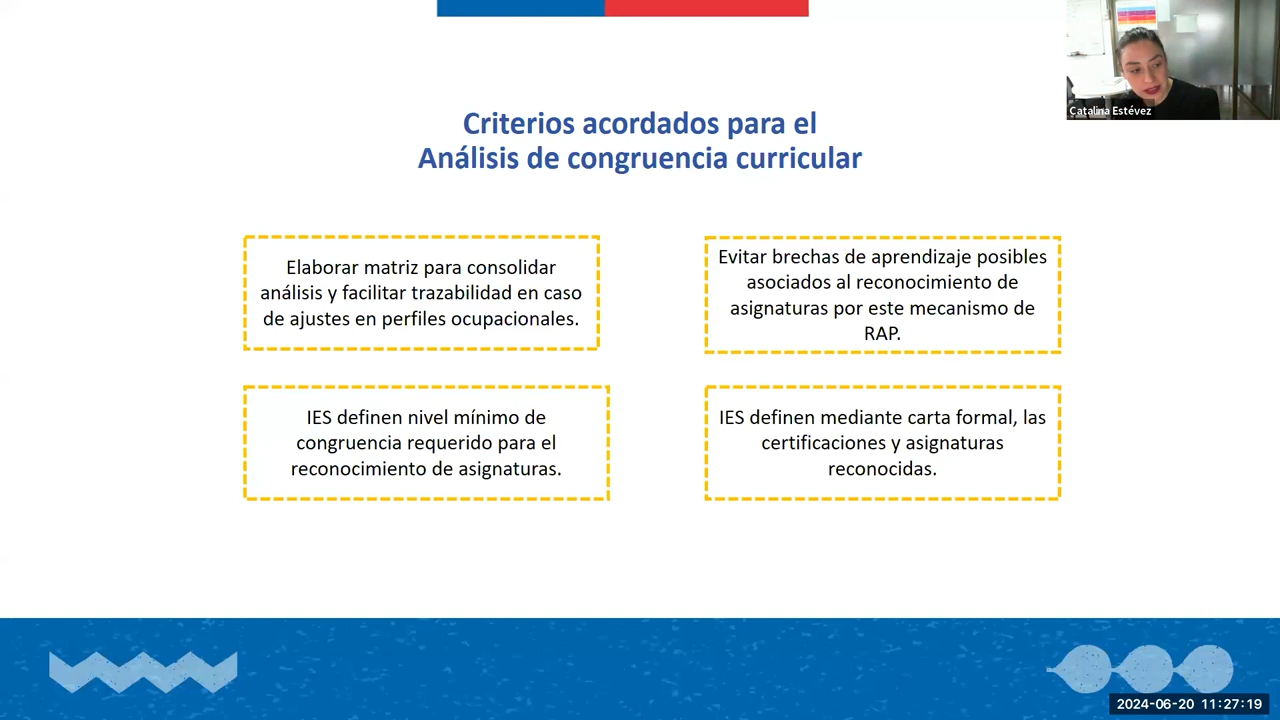 Catalina Estévez
Criterios acordados para el
Análisis de congruencia curricular
Elaborar matriz para consolidar
análisis y facilitar trazabilidad en caso
de ajustes en perfiles ocupacionales.
Evitar brechas de aprendizaje posibles
asociados al reconocimiento de
asignaturas por este mecanismo de
RAP.
IES definen nivel mínimo de
congruencia requerido para el
reconocimiento de asignaturas.
IES definen mediante carta formal, las
certificaciones y asignaturas
reconocidas.
2024-06-20 11:27:19